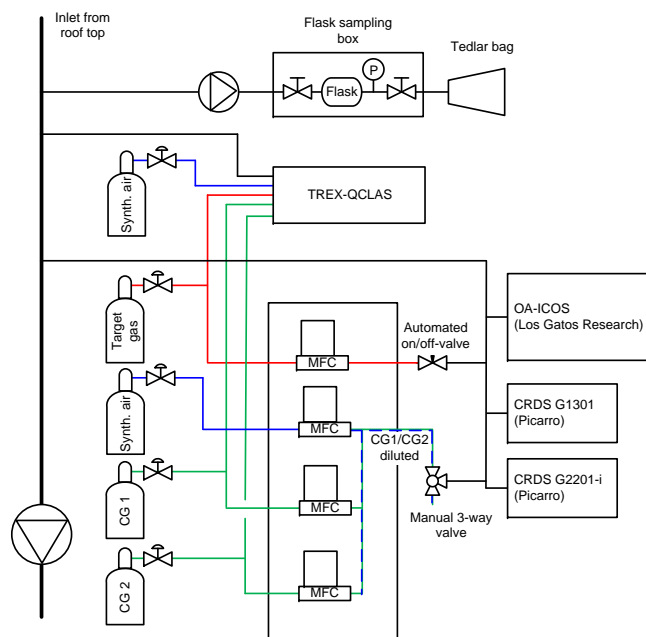 Inlet from
roof top
Flask sampling
box
Tedlar bag
P
Flask
Synth. air
TREX-QCLAS
Target
gas
OA-ICOS
(Los Gatos Research)
Automated
on/off-valve
MFC
Synth. air
MFC
CG1/CG2
diluted
CRDS G1301
(Picarro)
CG 1
MFC
CRDS G2201-i
(Picarro)
Manual 3-way
valve
CG 2
MFC